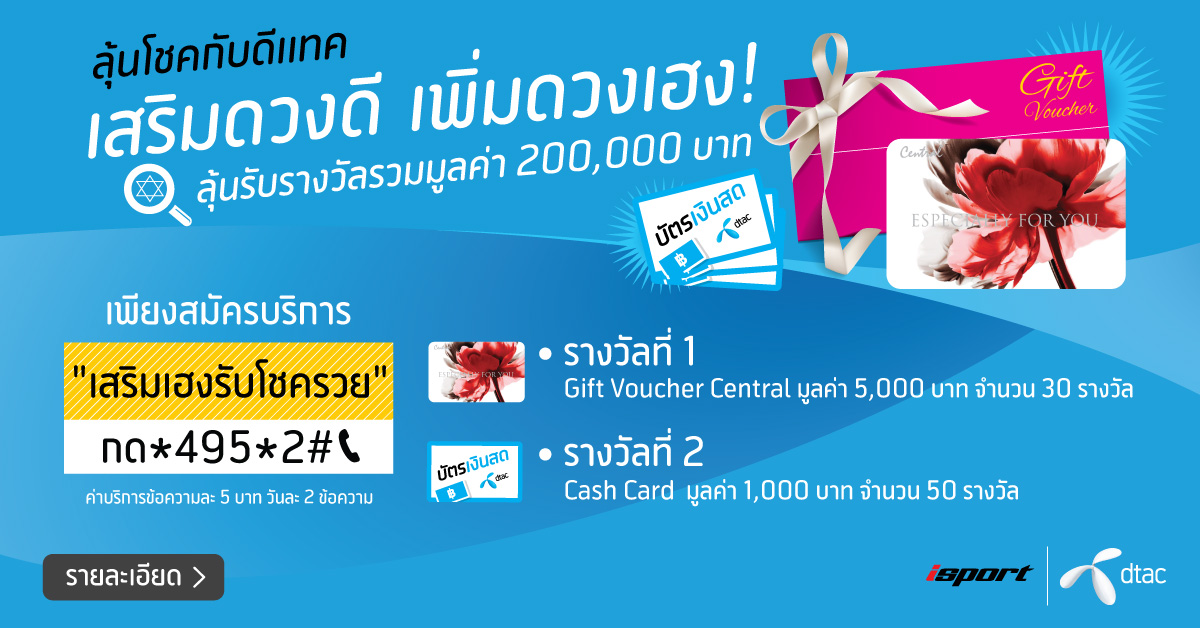 ลุ้นโชคกับดีแทค
เสริมดวงดี เพิ่มดวงเฮง!
ลุ้นรับรางวัลรวมมูลค่า 200,000 บาท
Gift
Voucher
Central
ESPECIALLY FOR YOU
บัตรเงินสด
฿
dtac
เพียงสมัครบริการ
"เสริมเฮงรับโชครวย"
กด*495*2#
ค่าบริการข้อความละ 5 บาท วันละ 2 ข้อความ
Central
ESPECIALLY FOR YOU
• รางวัลที่ 1
Gift Voucher Central มูลค่า 5,000 บาท จำนวน 30 รางวัล
บัตรเงินสด
฿
dtac
• รางวัลที่ 2
Cash Card มูลค่า 1,000 บาท จำนวน 50 รางวัล
รายละเอียด >
isport
dtac